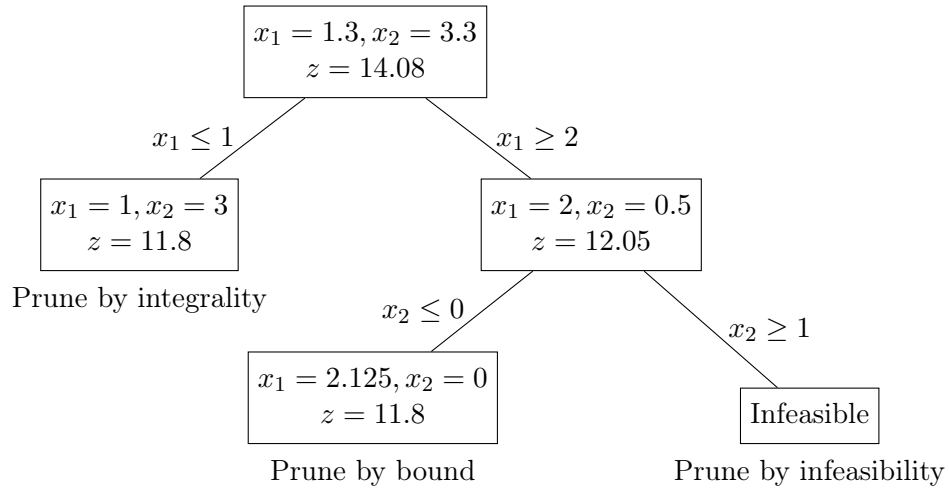 x₁ = 1.3, x₂ = 3.3
z = 14.08
x₁ ≤ 1
x₁ ≥ 2
x₁ = 1, x₂ = 3
z = 11.8
Prune by integrality
x₁ = 2, x₂ = 0.5
z = 12.05
x₂ ≤ 0
x₂ ≥ 1
x₁ = 2.125, x₂ = 0
z = 11.8
Prune by bound
Infeasible
Prune by infeasibility